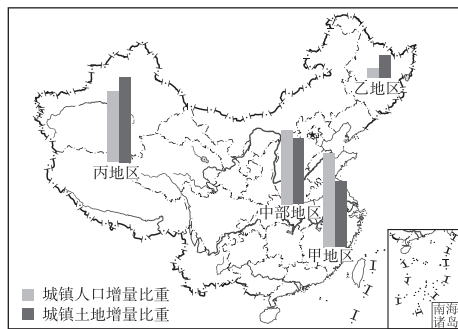 乙地区
丙地区
中部地区
甲地区
城镇人口增量比重
城镇土地增量比重
南海
诸岛